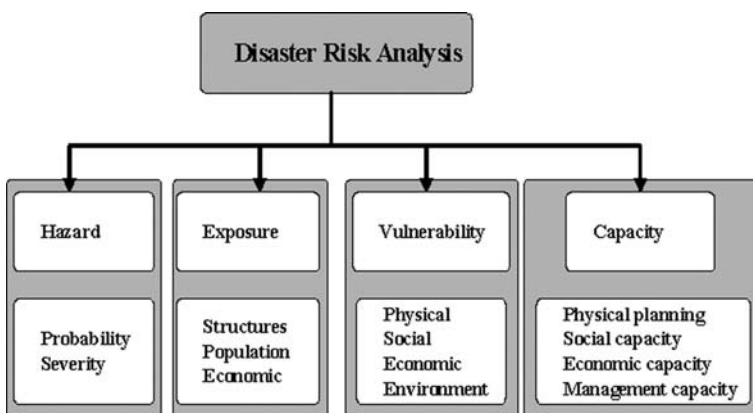 Disaster Risk Analysis
Hazard
Exposure
Vulnerability
Capacity
Probability
Severity
Structures
Population
Economic
Physical
Social
Economic
Environment
Physical planning
Social capacity
Economic capacity
Management capacity